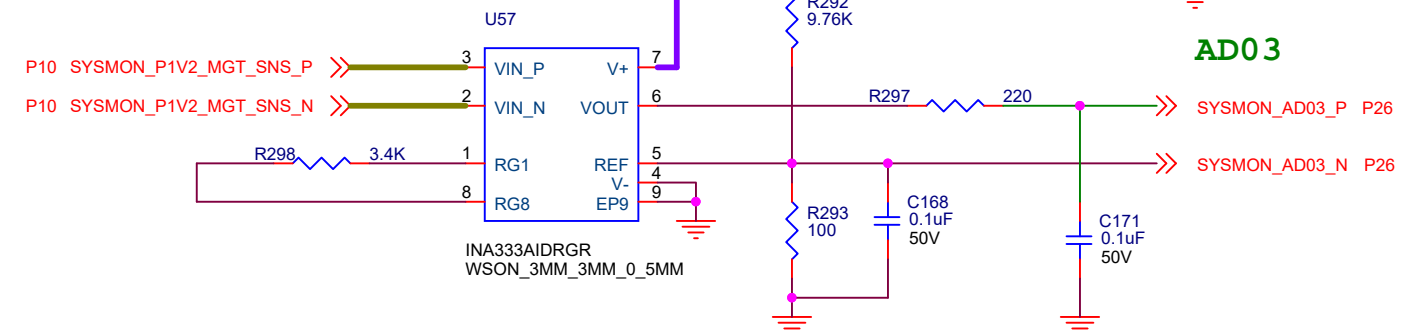 R292
9.76K
U57
AD03
P10 SYSMON_P1V2_MGT_SNS_P
3
VIN_P
V+
7
P10 SYSMON_P1V2_MGT_SNS_N
2
VIN_N
VOUT
6
R297
220
SYSMON_AD03_P P26
R298
3.4K
1
RG1
REF
5
SYSMON_AD03_N P26
V-
4
8
RG8
EP9
9
R293
100
C168
0.1uF
50V
C171
0.1uF
50V
INA333AIDRGR
WSON_3MM_3MM_0_5MM